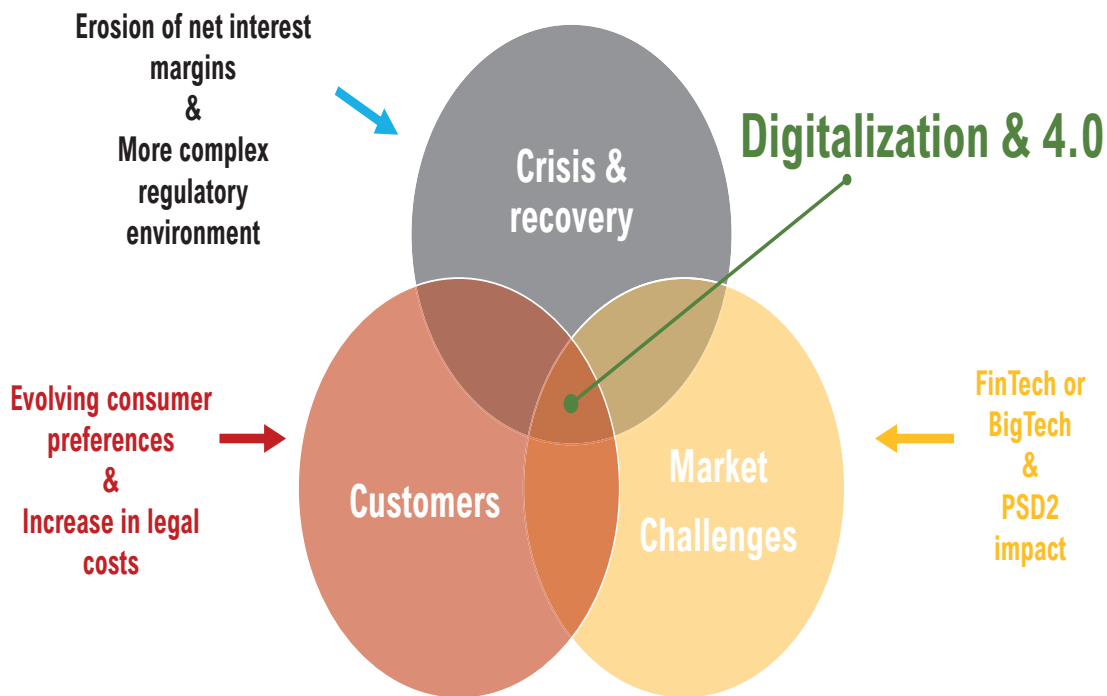 Erosion of net interest
margins
&
More complex
regulatory
environment
Digitalization & 4.0
Crisis &
recovery
Evolving consumer
preferences
&
Increase in legal
costs
Customers
Market
Challenges
FinTech or
BigTech
&
PSD2
impact